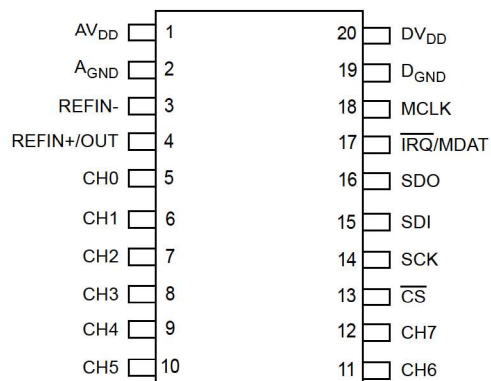 AVDD 1 20 DVDD
AGND 2 19 DGND
REFIN- 3 18 MCLK
REFIN+/OUT 4 17 IRQ/MDAT
CH0 5 16 SDO
CH1 6 15 SDI
CH2 7 14 SCK
CH3 8 13 CS
CH4 9 12 CH7
CH5 10 11 CH6